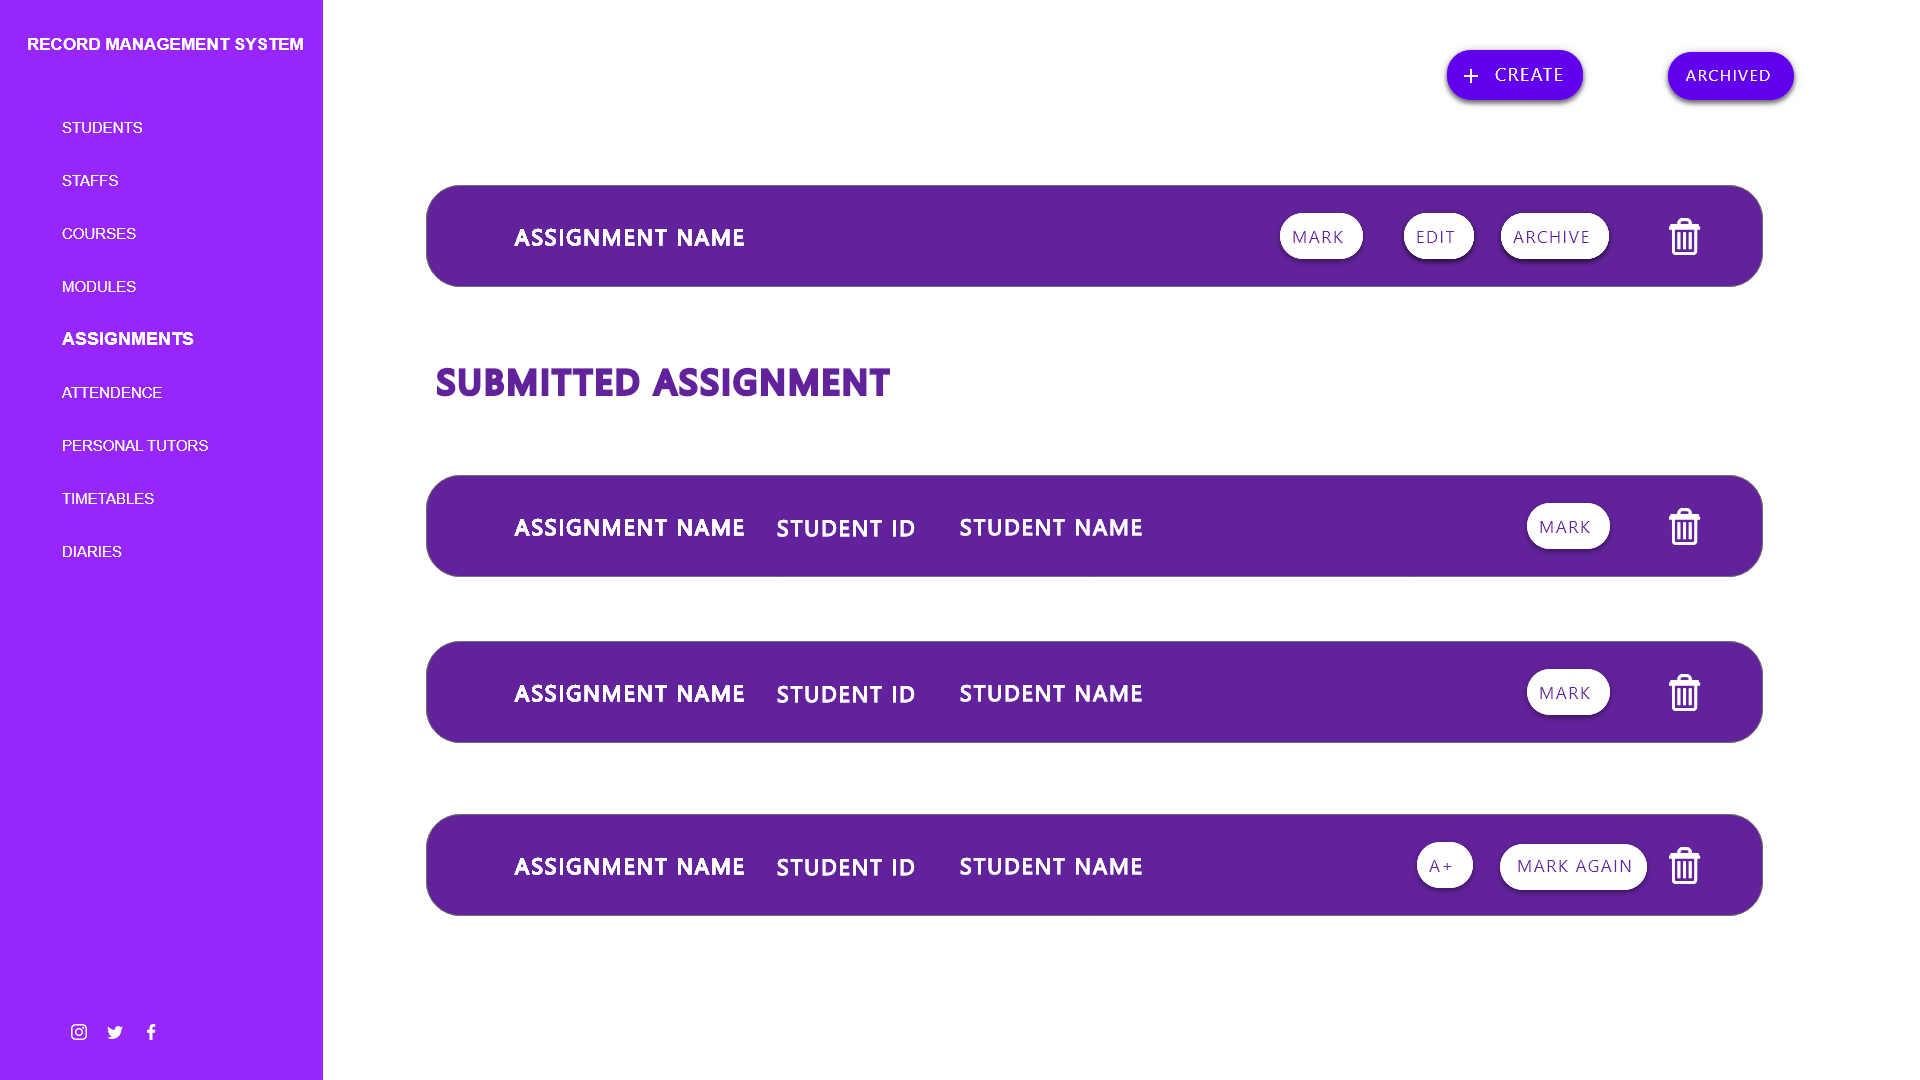 RECORD MANAGEMENT SYSTEM
STUDENTS
STAFFS
COURSES
MODULES
ASSIGNMENTS
ATTENDENCE
PERSONAL TUTORS
TIMETABLES
DIARIES
+ CREATE
ARCHIVED
ASSIGNMENT NAME MARK EDIT ARCHIVE
SUBMITTED ASSIGNMENT
ASSIGNMENT NAME STUDENT ID STUDENT NAME MARK
ASSIGNMENT NAME STUDENT ID STUDENT NAME MARK
ASSIGNMENT NAME STUDENT ID STUDENT NAME A+ MARK AGAIN